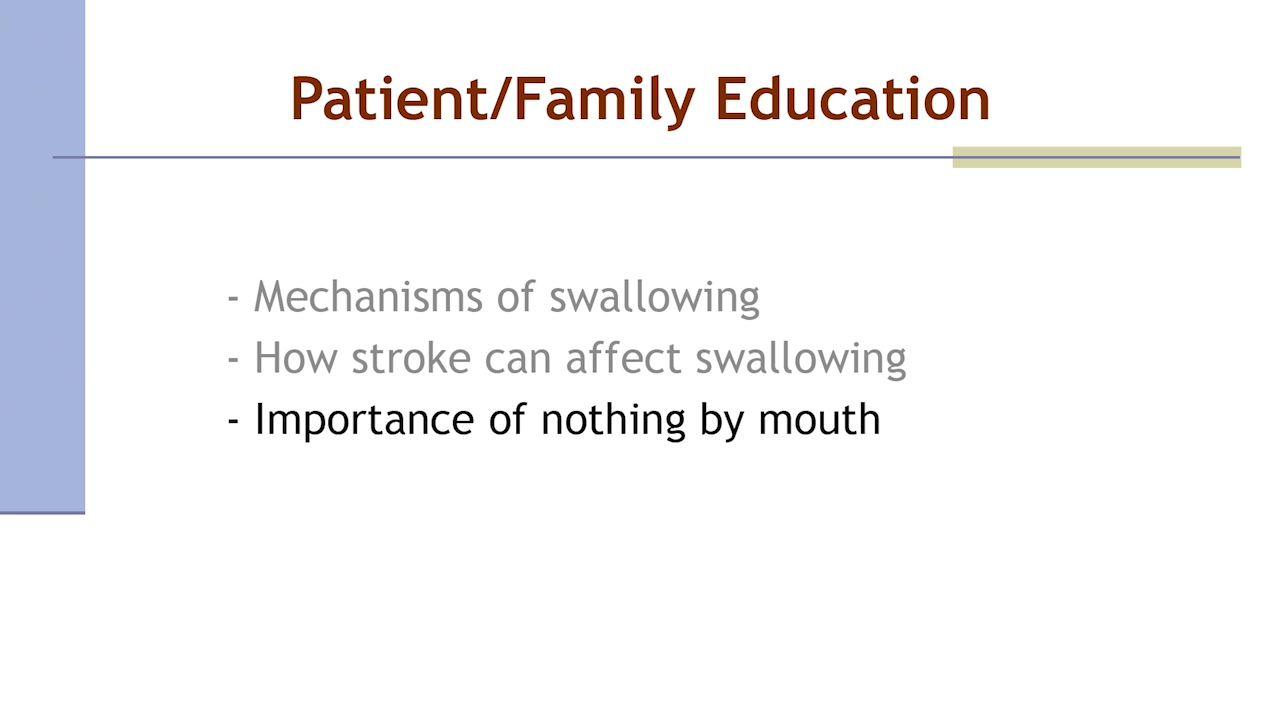 Patient/Family Education
- Mechanisms of swallowing
- How stroke can affect swallowing
- Importance of nothing by mouth